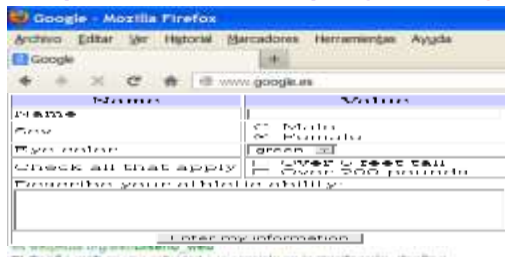 Google - Mozilla Firefox
Archivo Editar Ver Historial Marcadores Herramientas Ayuda
Google +
www.google.es
Name Value
Name
Sex Male
Female
Eye color green
Check all that apply Over 6 feet tall
Over 200 pounds
Describe your athletic ability:
Enter my information